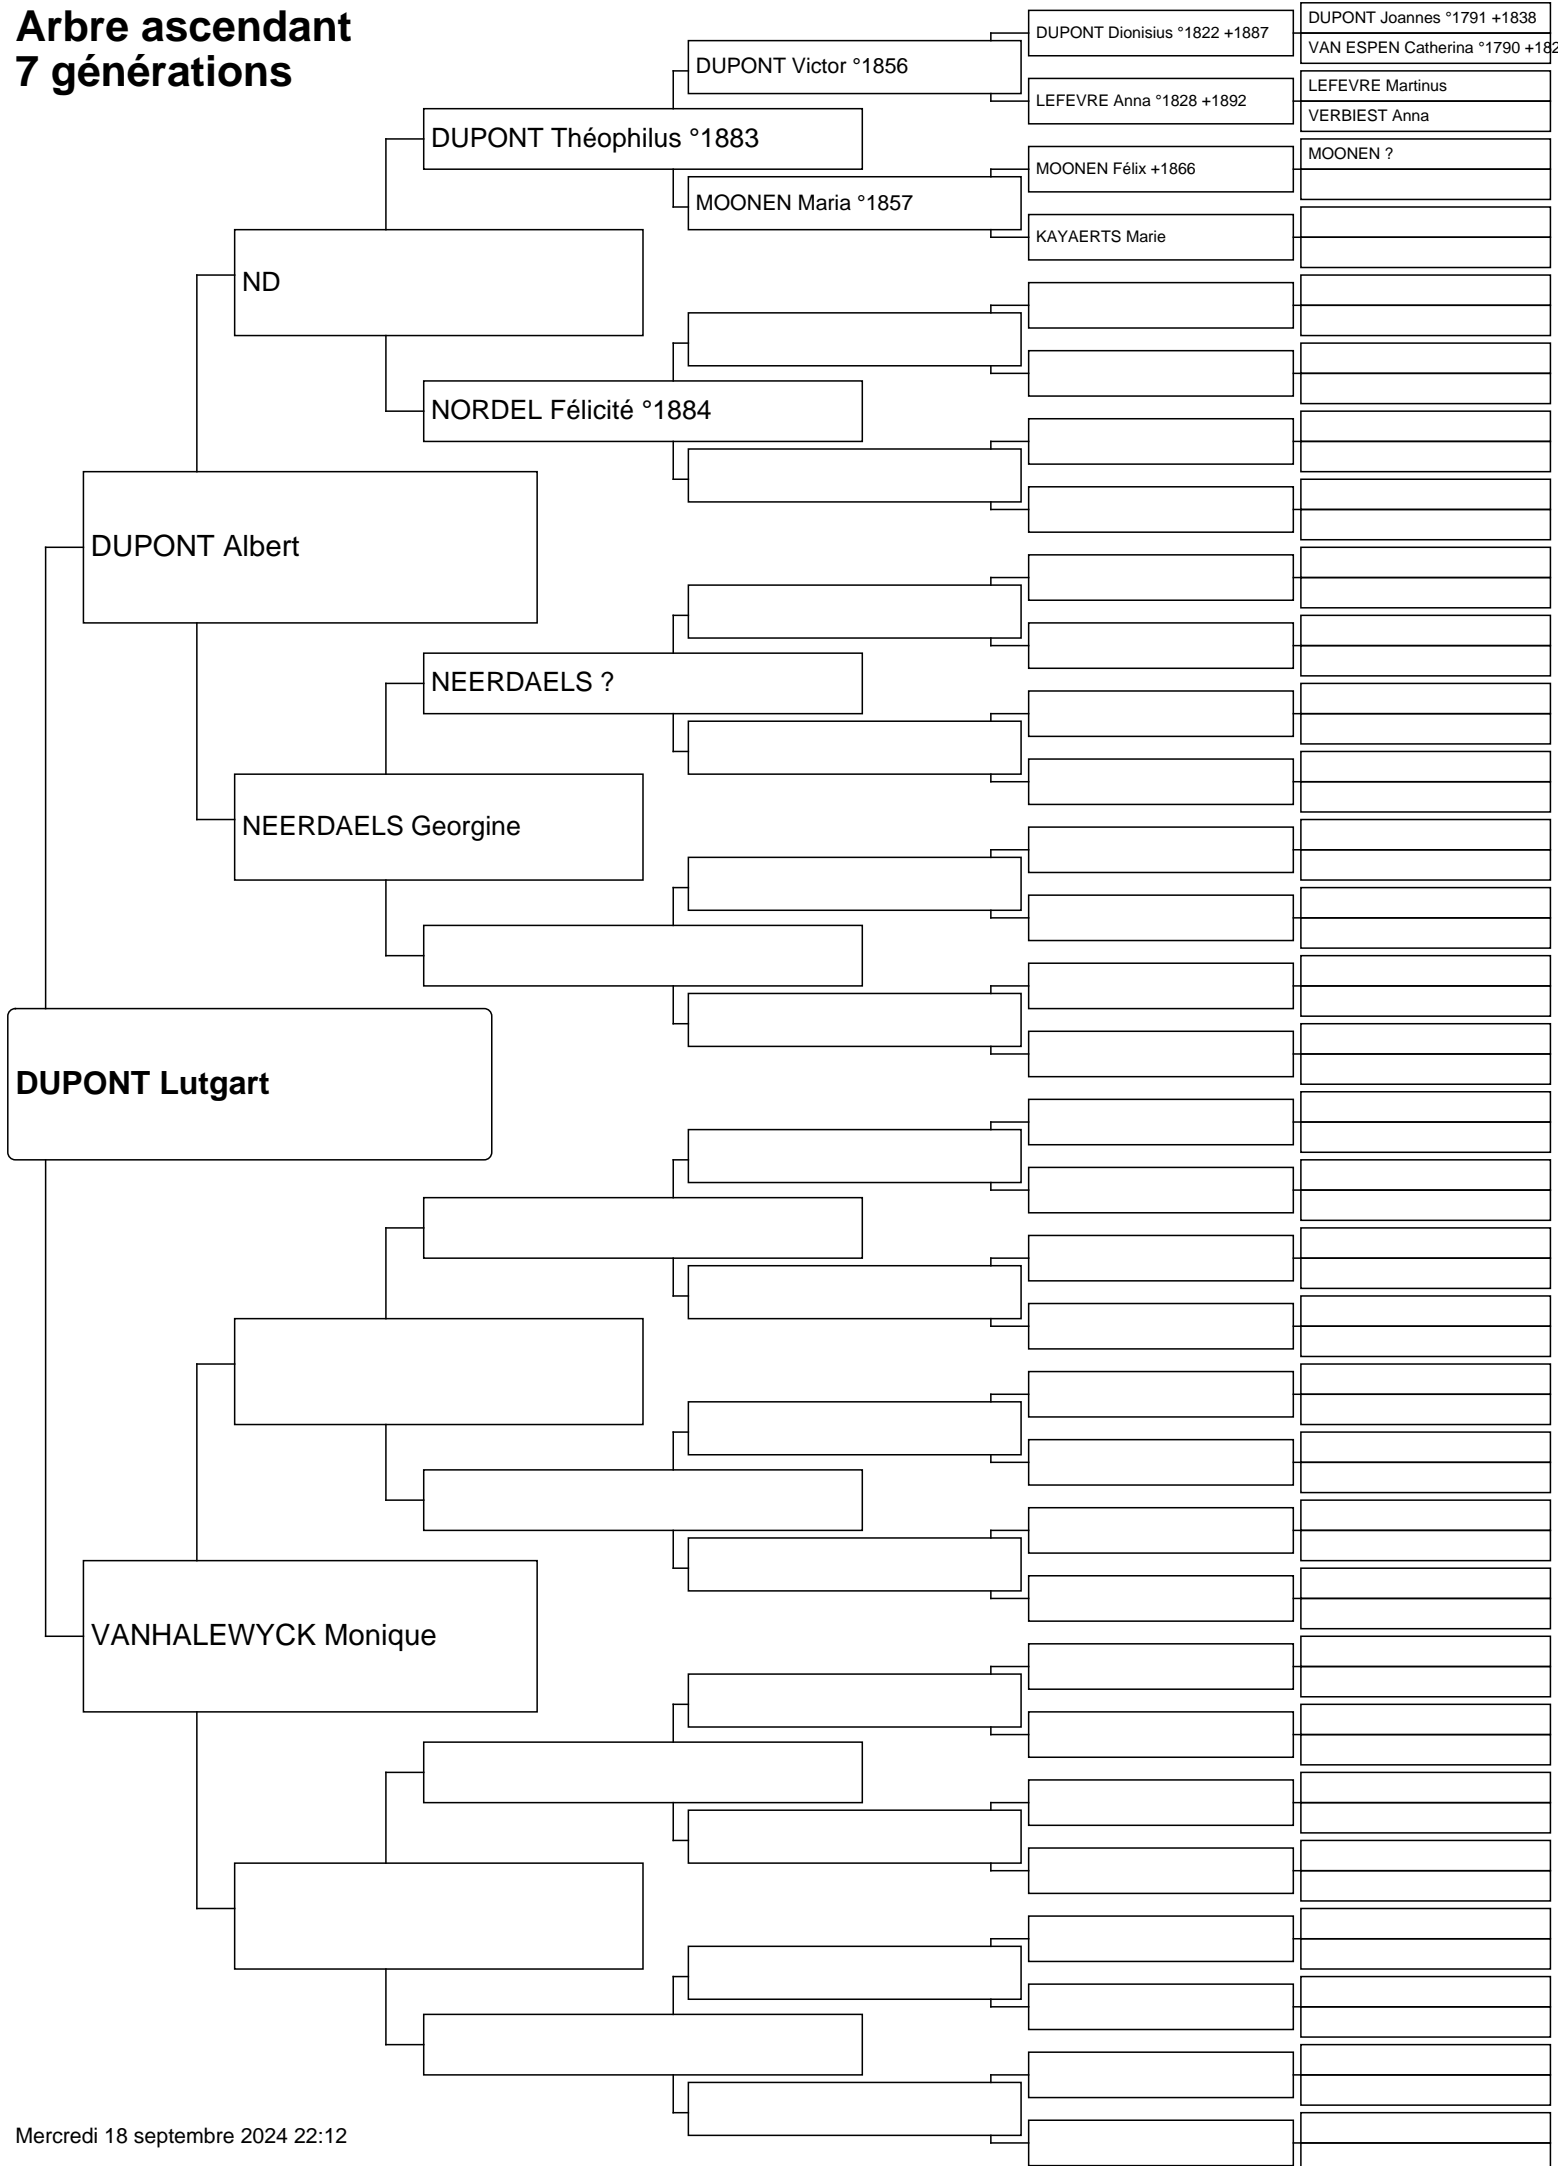 Arbre ascendant
7 générations
DUPONT Lutgart
DUPONT Albert
VANHALEWYCK Monique
ND
NEERDAELS Georgine
DUPONT Théophilus °1883
NORDEL Félicité °1884
NEERDAELS ?
DUPONT Victor °1856
MOONEN Maria °1857
DUPONT Dionisius °1822 +1887
LEFEVRE Anna °1828 +1892
MOONEN Félix +1866
KAYAERTS Marie
DUPONT Joannes °1791 +1838
VAN ESPEN Catherina °1790
LEFEVRE Martinus
VERBIEST Anna
MOONEN ?
Mercredi 18 septembre 2024 22:12